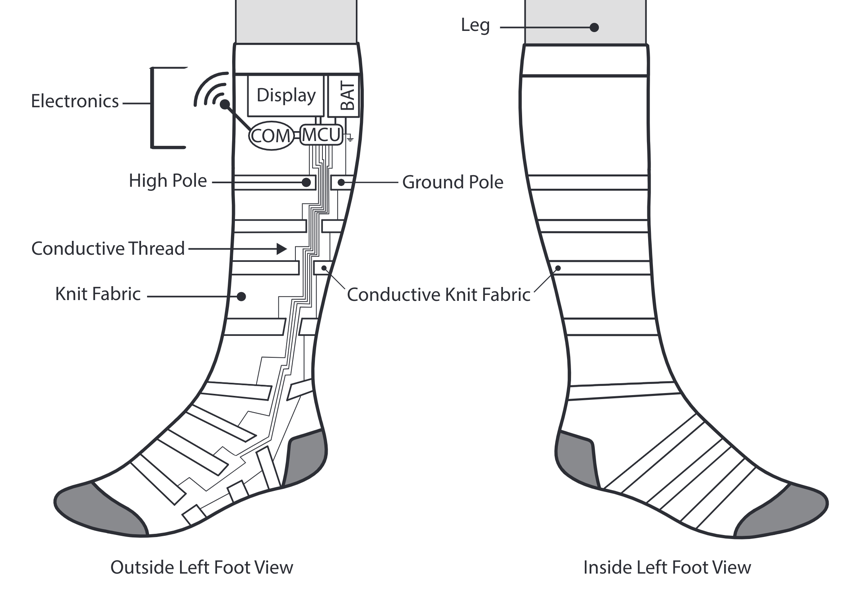 Leg
Electronics
Display
BAT
COM
MCU
High Pole
Ground Pole
Conductive Thread
Knit Fabric
Conductive Knit Fabric
Outside Left Foot View
Inside Left Foot View